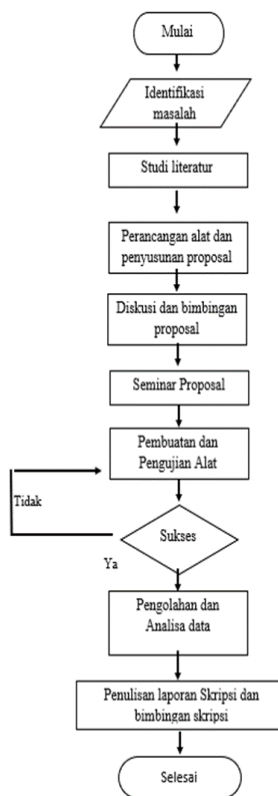 Mulai
Identifikasi
masalah
Studi literatur
Perancangan alat dan
penyusunan proposal
Diskusi dan bimbingan
proposal
Seminar Proposal
Pembuatan dan
Pengujian Alat
Tidak
Sukses
Ya
Pengolahan dan
Analisa data
Penulisan laporan Skripsi dan
bimbingan skripsi
Selesai